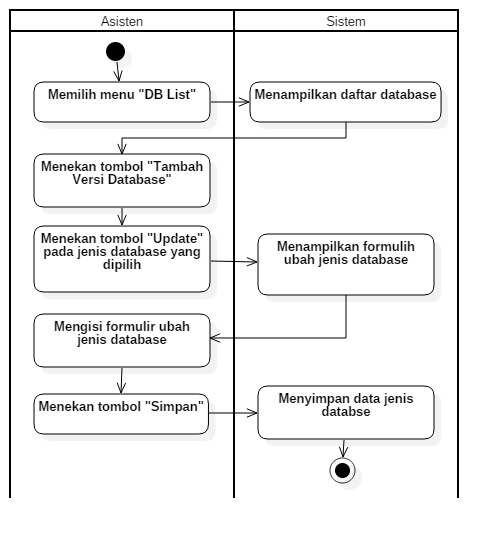 Asisten
Sistem
Memilih menu "DB List"
Menampilkan daftar database
Menekan tombol "Tambah
Versi Database"
Menekan tombol "Update"
pada jenis database yang
dipilih
Menampilkan formulih
ubah jenis database
Mengisi formulir ubah
jenis database
Menekan tombol "Simpan"
Menyimpan data jenis
databse